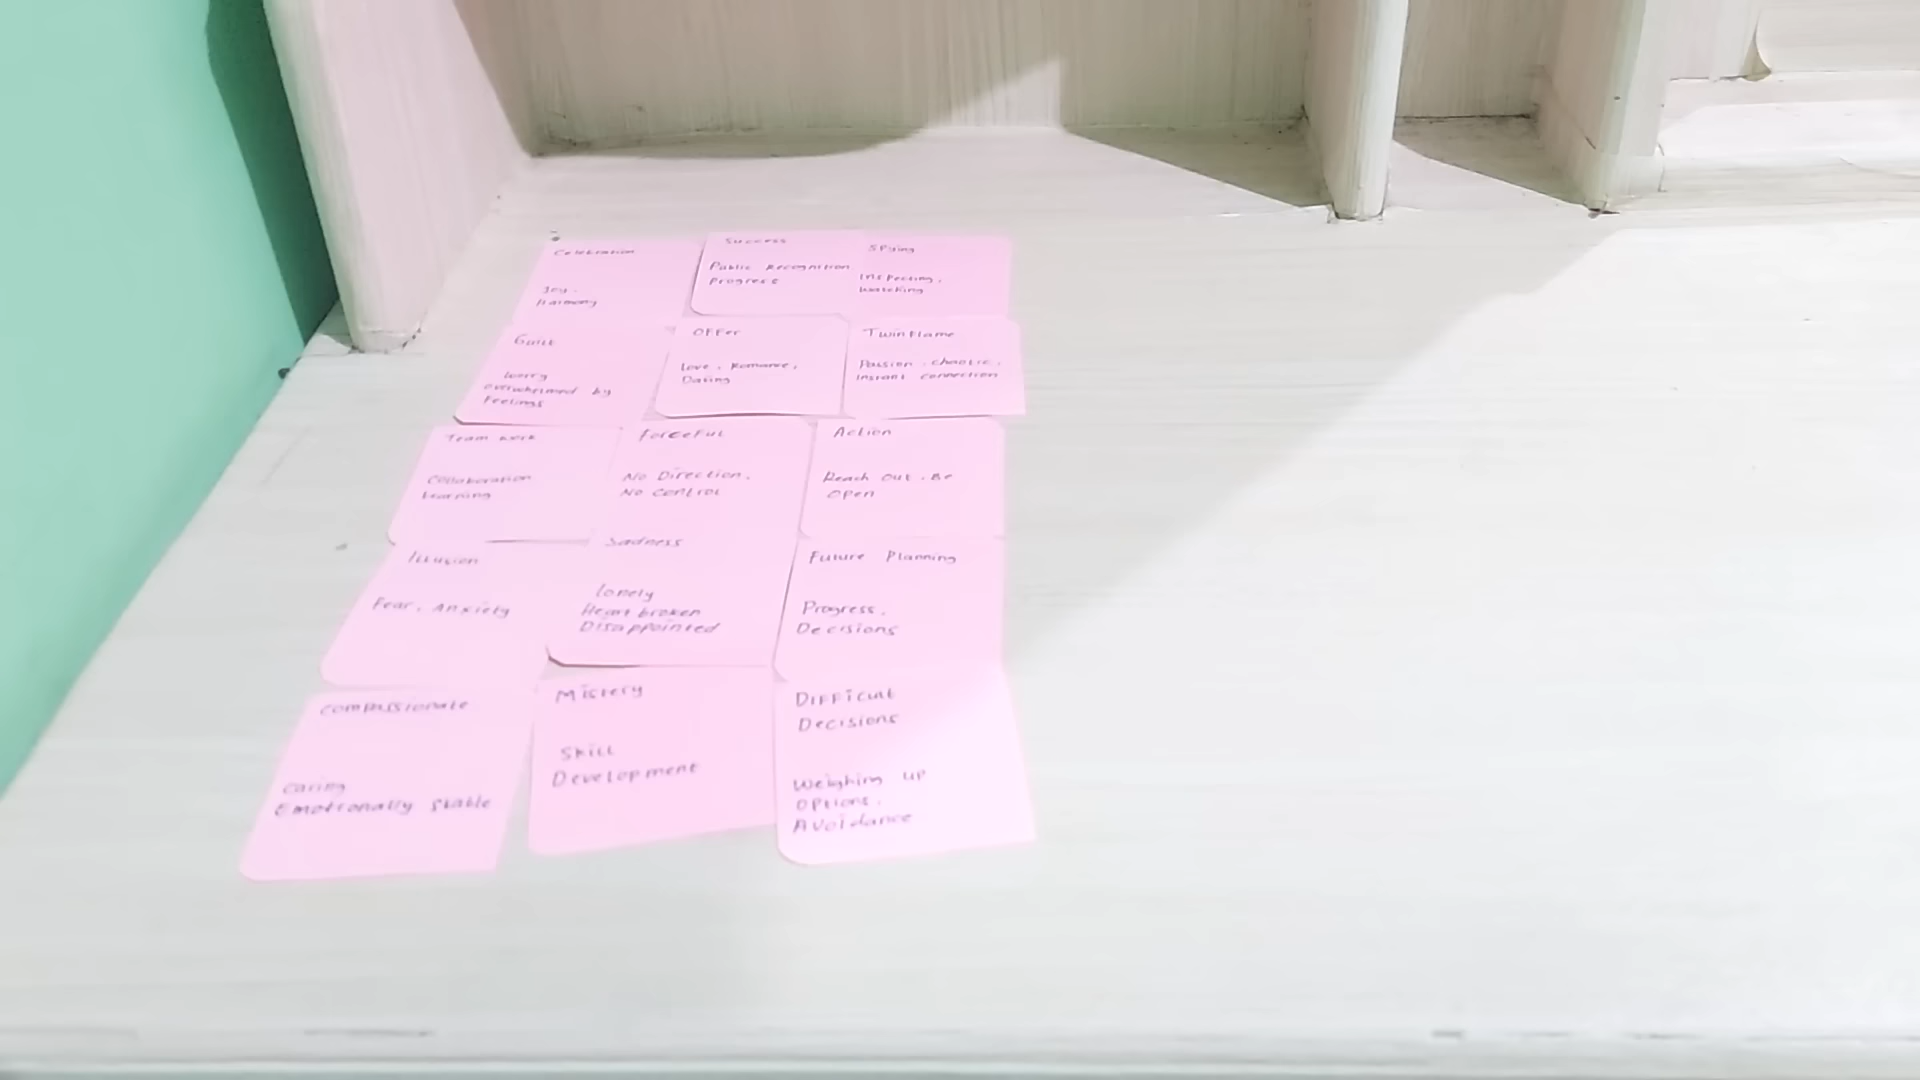 Celebration
Joy.
Harmony
Success
Public Recognition
Progress
SPying
Inspecting,
Watching
Guilt
Worry
Overwhelmed by
Feelings
OFFer
Love, Romance,
Dating
Twin Flame
Passion, chaotic,
Instant connection
Team work
Collaboration
Learning
Forceful
No Direction,
No control
Action
Reach Out, Be
Open
Illusion
Fear, Anxiety
Sadness
Lonely
Heart broken
Disappointed
Future Planning
Progress,
Decisions
Compassionate
Caring
Emotionally Stable
Mistery
Skill
Development
DIFFicult
Decisions
Weighing up
Options,
Avoidance